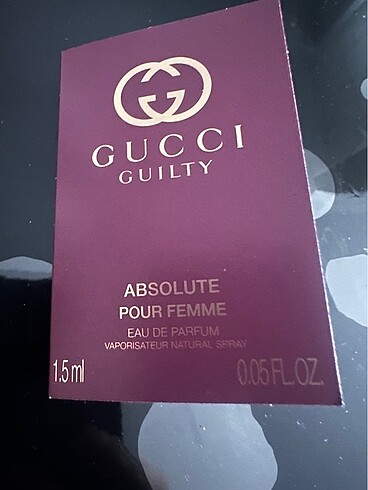 GUCCI
GUILTY
ABSOLUTE
POUR FEMME
EAU DE PARFUM
VAPORISATEUR NATURAL SPRAY
1.5 ml 0.05 FL. OZ.